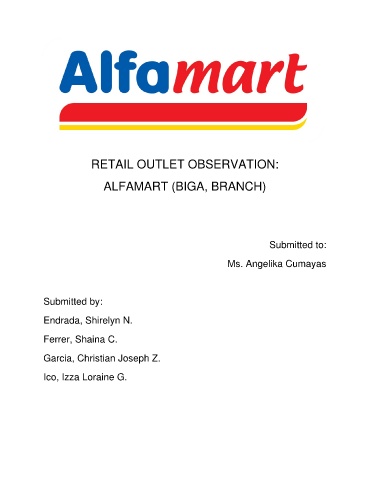 Alfamart
RETAIL OUTLET OBSERVATION:
ALFAMART (BIGA, BRANCH)
Submitted to:
Ms. Angelika Cumayas
Submitted by:
Endrada, Shirelyn N.
Ferrer, Shaina C.
Garcia, Christian Joseph Z.
Ico, Izza Loraine G.